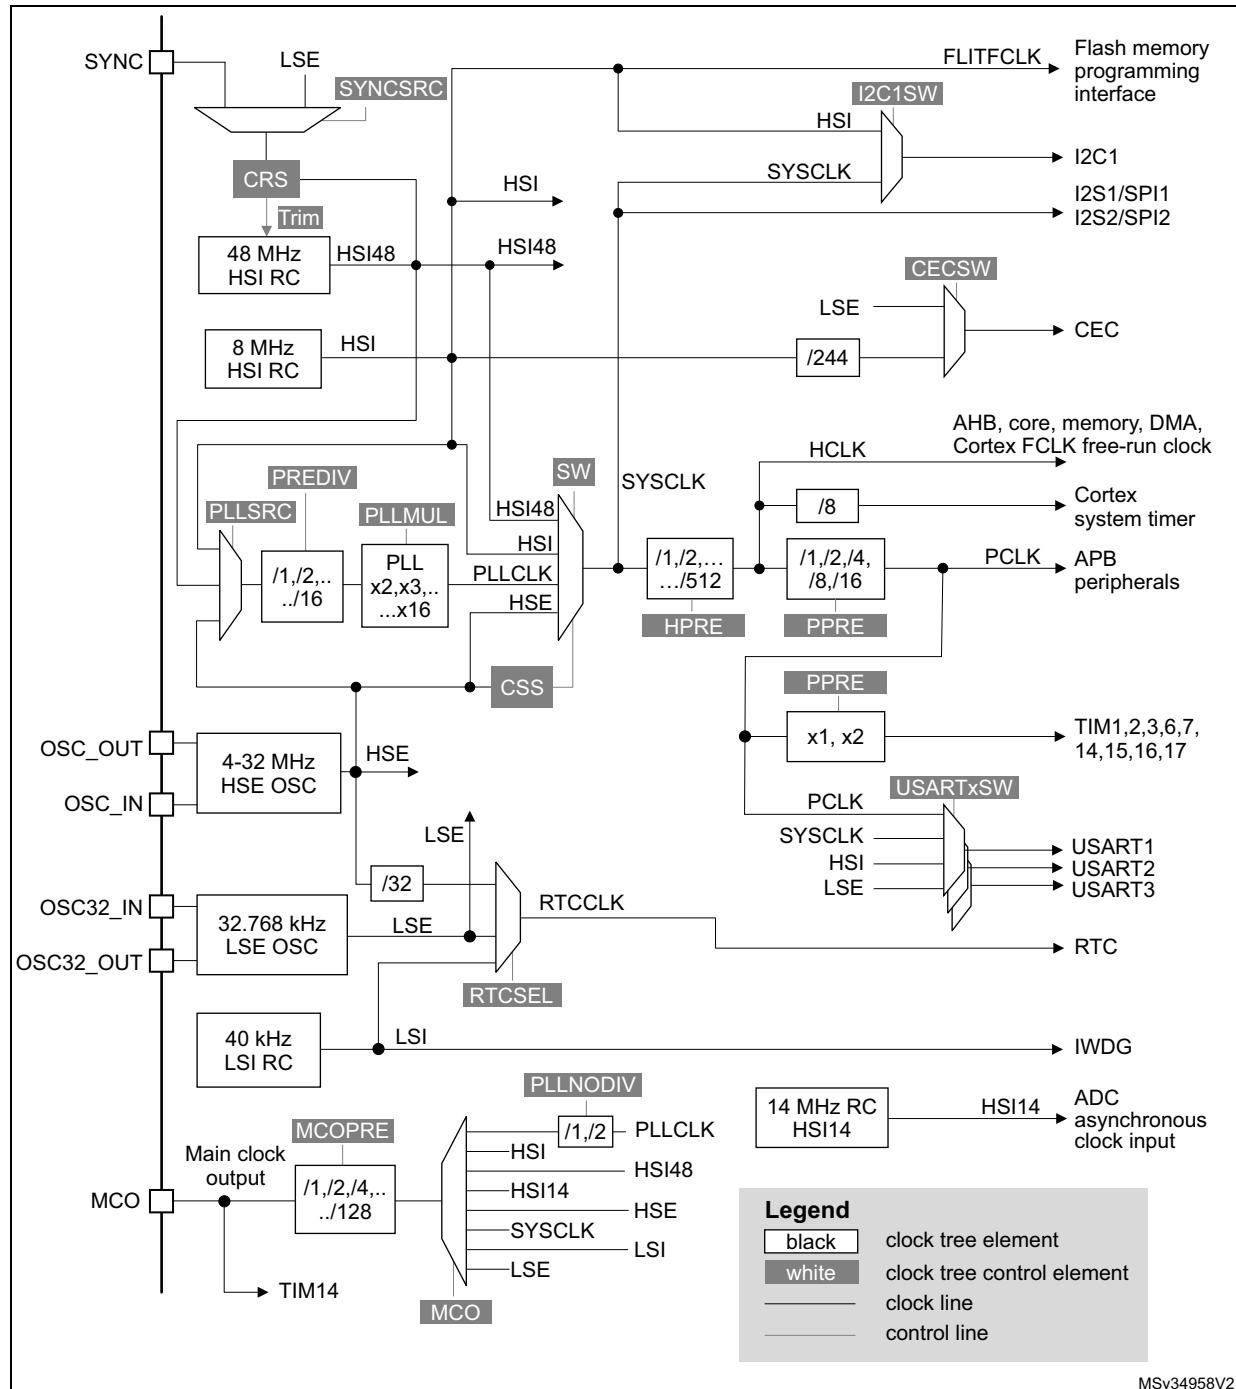 SYNC
LSE
SYNCSRC
FLITFCLK
Flash memory
programming
interface
I2C1SW
HSI
I2C1
SYSCLK
CRS
HSI
I2S1/SPI1
I2S2/SPI2
Trim
48 MHz
HSI RC
HSI48
HSI48
CECSW
LSE
CEC
8 MHz
HSI RC
HSI
/244
AHB, core, memory, DMA,
Cortex FCLK free-run clock
HCLK
SW
SYSCLK
PREDIV
PLLSRC
PLLMUL
HSI48
/8
Cortex
system timer
HSI
/1,/2,..
../16
PLL
x2,x3,..
...x16
PLLCLK
HSE
/1,/2,...
.../512
/1,/2,/4,
/8,/16
PCLK
APB
peripherals
HPRE
PPRE
CSS
PPRE
OSC_OUT
OSC_IN
4-32 MHz
HSE OSC
HSE
x1, x2
TIM1,2,3,6,7,
14,15,16,17
USARTxSW
PCLK
SYSCLK
HSI
LSE
USART1
USART2
USART3
LSE
/32
OSC32_IN
OSC32_OUT
32.768 kHz
LSE OSC
LSE
RTCCLK
RTC
RTCSEL
40 kHz
LSI RC
LSI
IWDG
PLLNODIV
14 MHz RC
HSI14
HSI14
ADC
asynchronous
clock input
MCOPRE
/1,/2
PLLCLK
HSI
HSI48
HSI14
HSE
SYSCLK
LSI
LSE
Main clock
output
MCO
/1,/2,/4,..
../128
TIM14
MCO
Legend
black
clock tree element
white
clock tree control element
clock line
control line
MSv34958V2